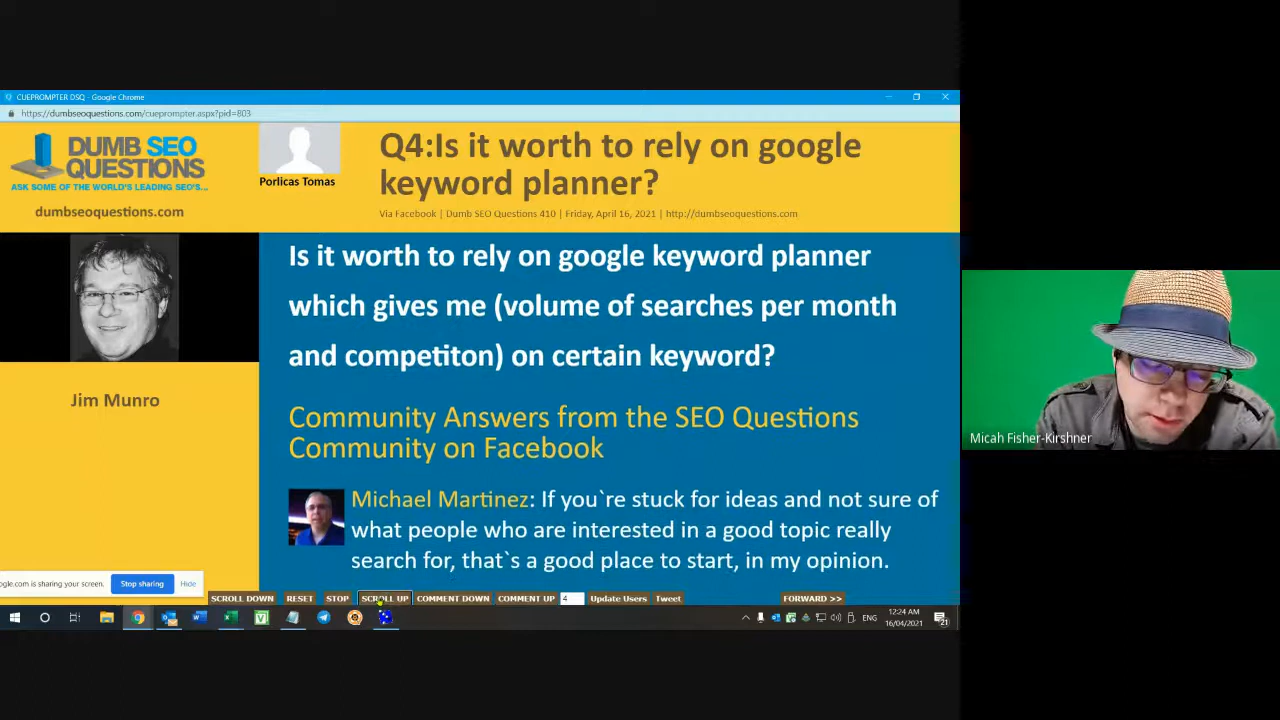 CUEPROMPTER DSQ - Google Chrome
https://dumbseoquestions.com/cueprompter.aspx?pid=803
DUMB SEO
QUESTIONS
ASK SOME OF THE WORLD'S LEADING SEO'S...
dumbseoquestions.com
Porlicas Tomas
Q4:Is it worth to rely on google
keyword planner?
Via Facebook | Dumb SEO Questions 410 | Friday, April 16, 2021 | http://dumbseoquestions.com
Jim Munro
Is it worth to rely on google keyword planner
which gives me (volume of searches per month
and competiton) on certain keyword?
Community Answers from the SEO Questions
Community on Facebook
Michael Martinez: If you`re stuck for ideas and not sure of
what people who are interested in a good topic really
search for, that`s a good place to start, in my opinion.
Micah Fisher-Kirshner
ogle.com is sharing your screen. Stop sharing Hide
SCROLL DOWN RESET STOP SCROLL UP COMMENT DOWN COMMENT UP 4 Update Users Tweet FORWARD >>
ENG 12:24 AM
16/04/2021
21